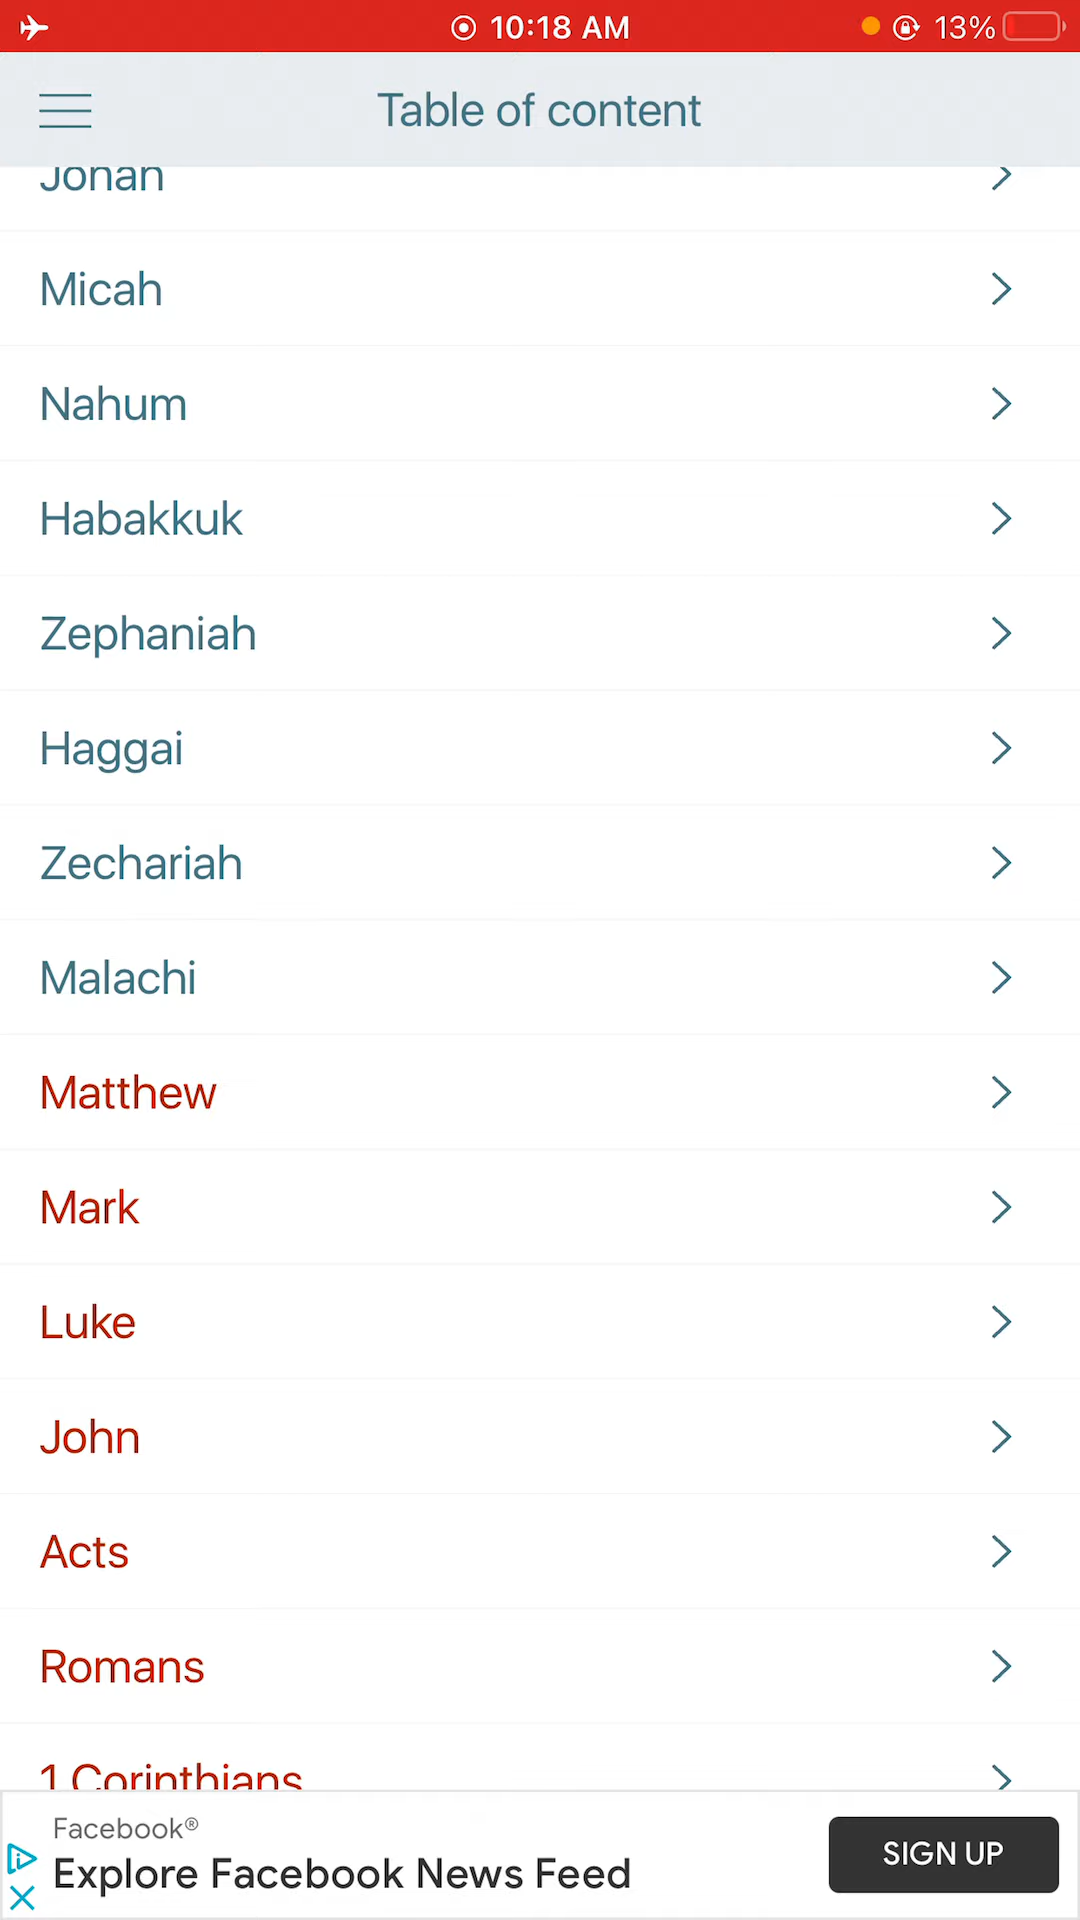 10:18 AM
13%
Table of content
Jonah
Micah
Nahum
Habakkuk
Zephaniah
Haggai
Zechariah
Malachi
Matthew
Mark
Luke
John
Acts
Romans
1 Corinthians
Facebook®
Explore Facebook News Feed
SIGN UP